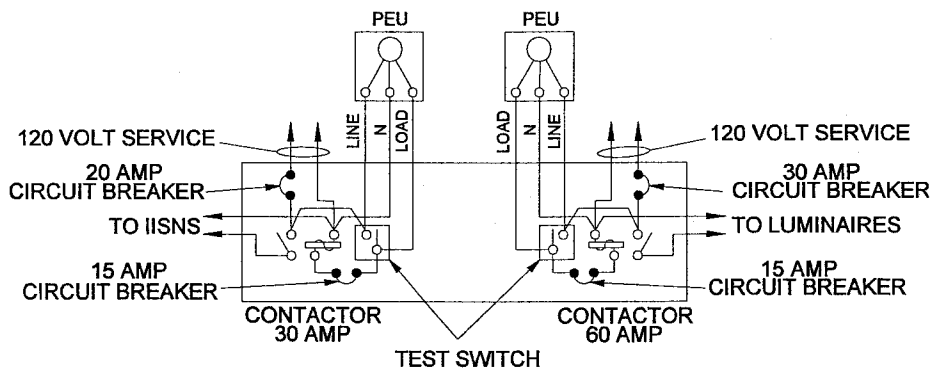 PEU
PEU
LINE
N
LOAD
LOAD
N
LINE
120 VOLT SERVICE
120 VOLT SERVICE
20 AMP
CIRCUIT BREAKER
30 AMP
CIRCUIT BREAKER
TO IISNS
TO LUMINAIRES
15 AMP
CIRCUIT BREAKER
15 AMP
CIRCUIT BREAKER
CONTACTOR
30 AMP
CONTACTOR
60 AMP
TEST SWITCH